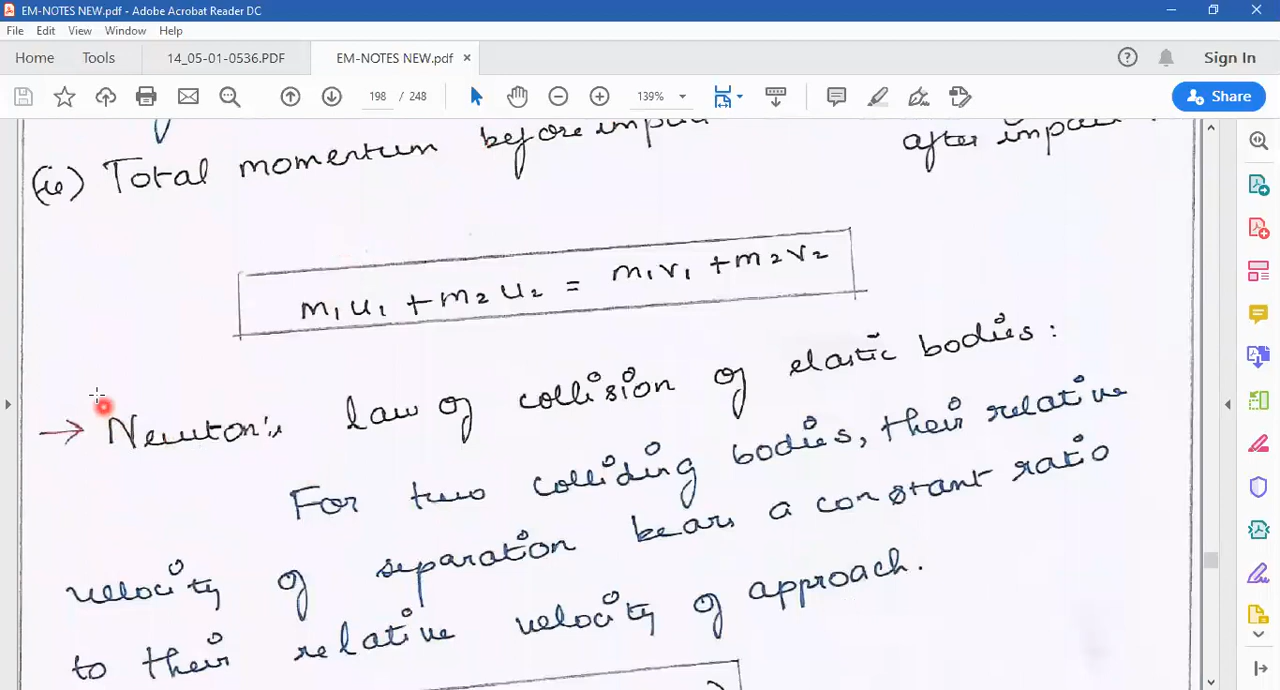 EM-NOTES NEW.pdf - Adobe Acrobat Reader DC
File Edit View Window Help
Home Tools 14_05-01-0536.PDF EM-NOTES NEW.pdf × Sign In
198 / 248 139% Share
before impact after impact.
(ie) Total momentum
m₁u₁ + m₂u₂ = m₁v₁ + m₂v₂
→ Newton's law of collision of elastic bodies:
For two colliding bodies, their relative
velocity of separation bears a constant ratio
to their relative velocity of approach.